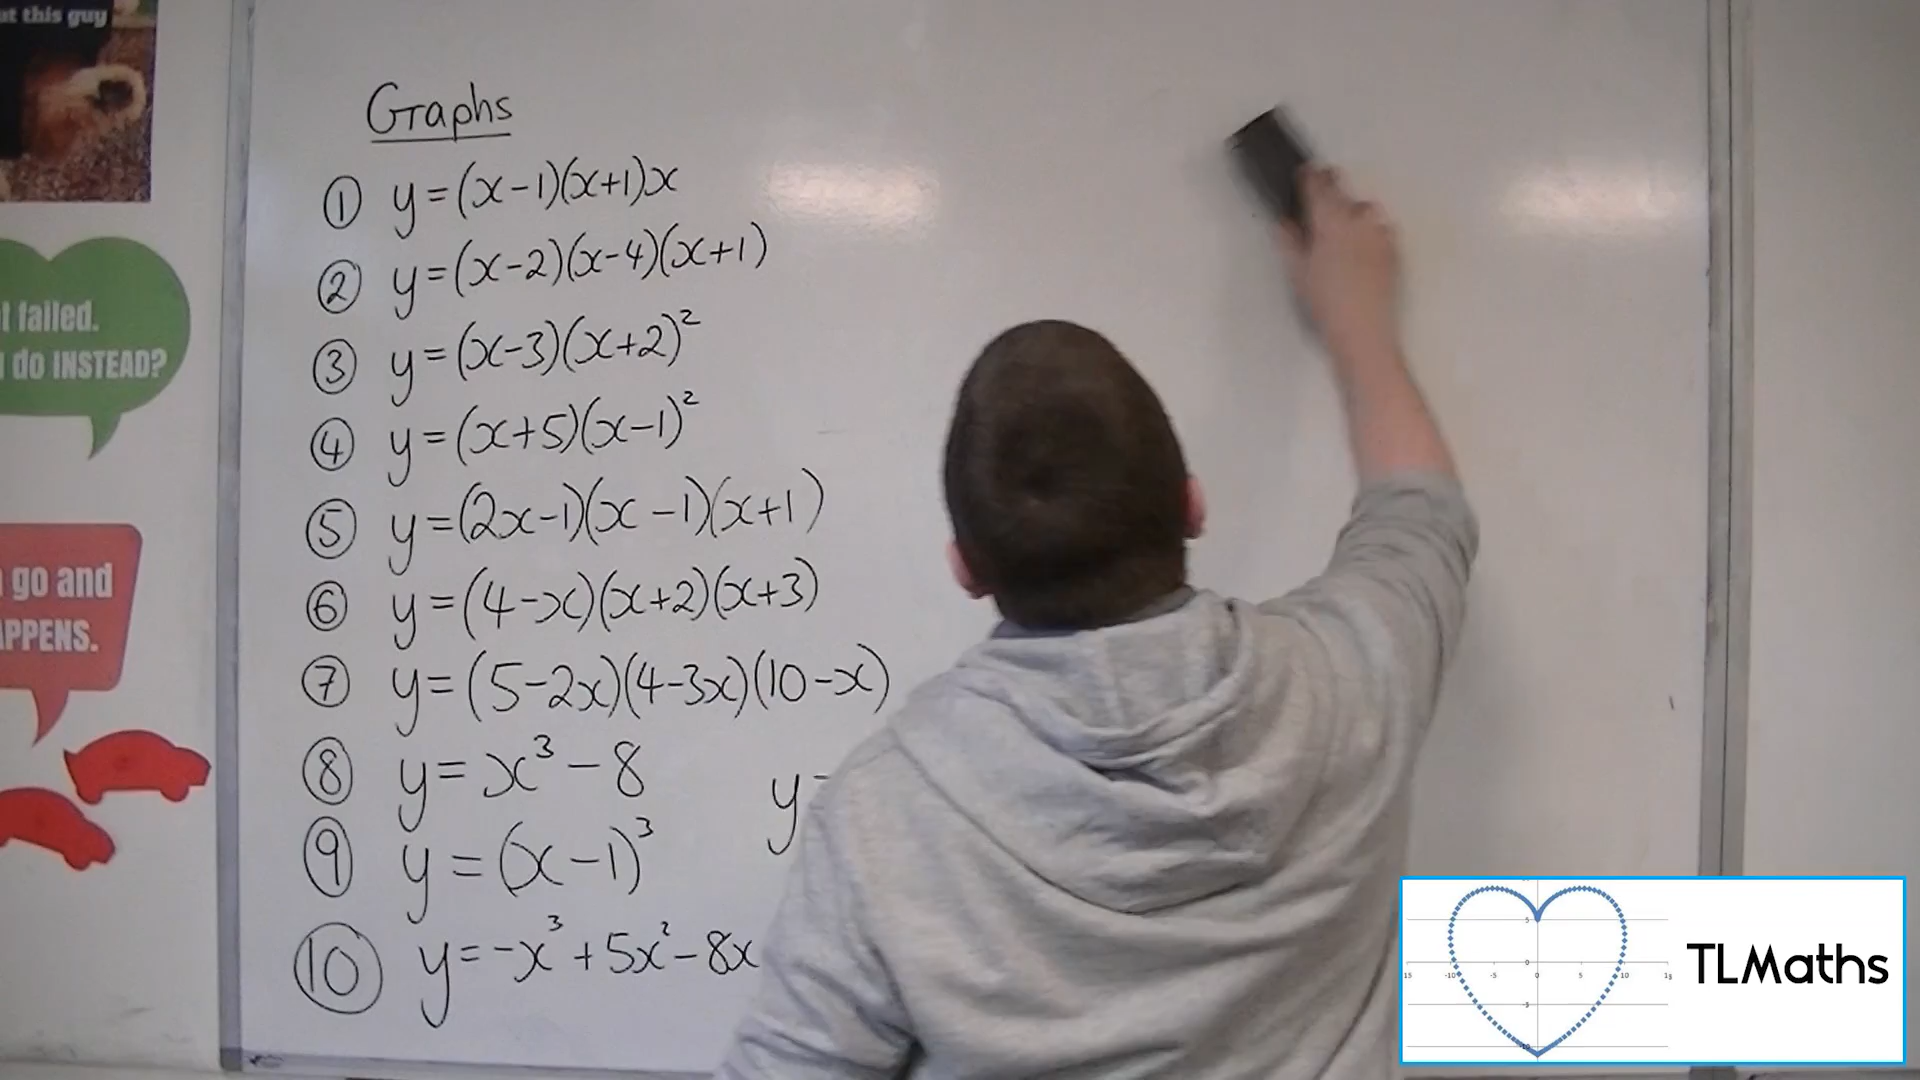 at this guy
t failed.
do INSTEAD?
go and
APPENS.
Graphs
① y=(x-1)(x+1)x
② y=(x-2)(x-4)(x+1)
③ y=(x-3)(x+2)²
④ y=(x+5)(x-1)²
⑤ y=(2x-1)(x-1)(x+1)
⑥ y=(4-x)(x+2)(x+3)
⑦ y=(5-2x)(4-3x)(10-x)
⑧ y=x³-8
y=
⑨ y=(x-1)³
⑩ y=-x³+5x²-8x
TLMaths